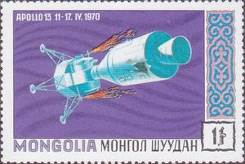 APOLLO 13 11-17. IV. 1970
MONGOLIA МОНГОЛ ШУУДАН
1₮